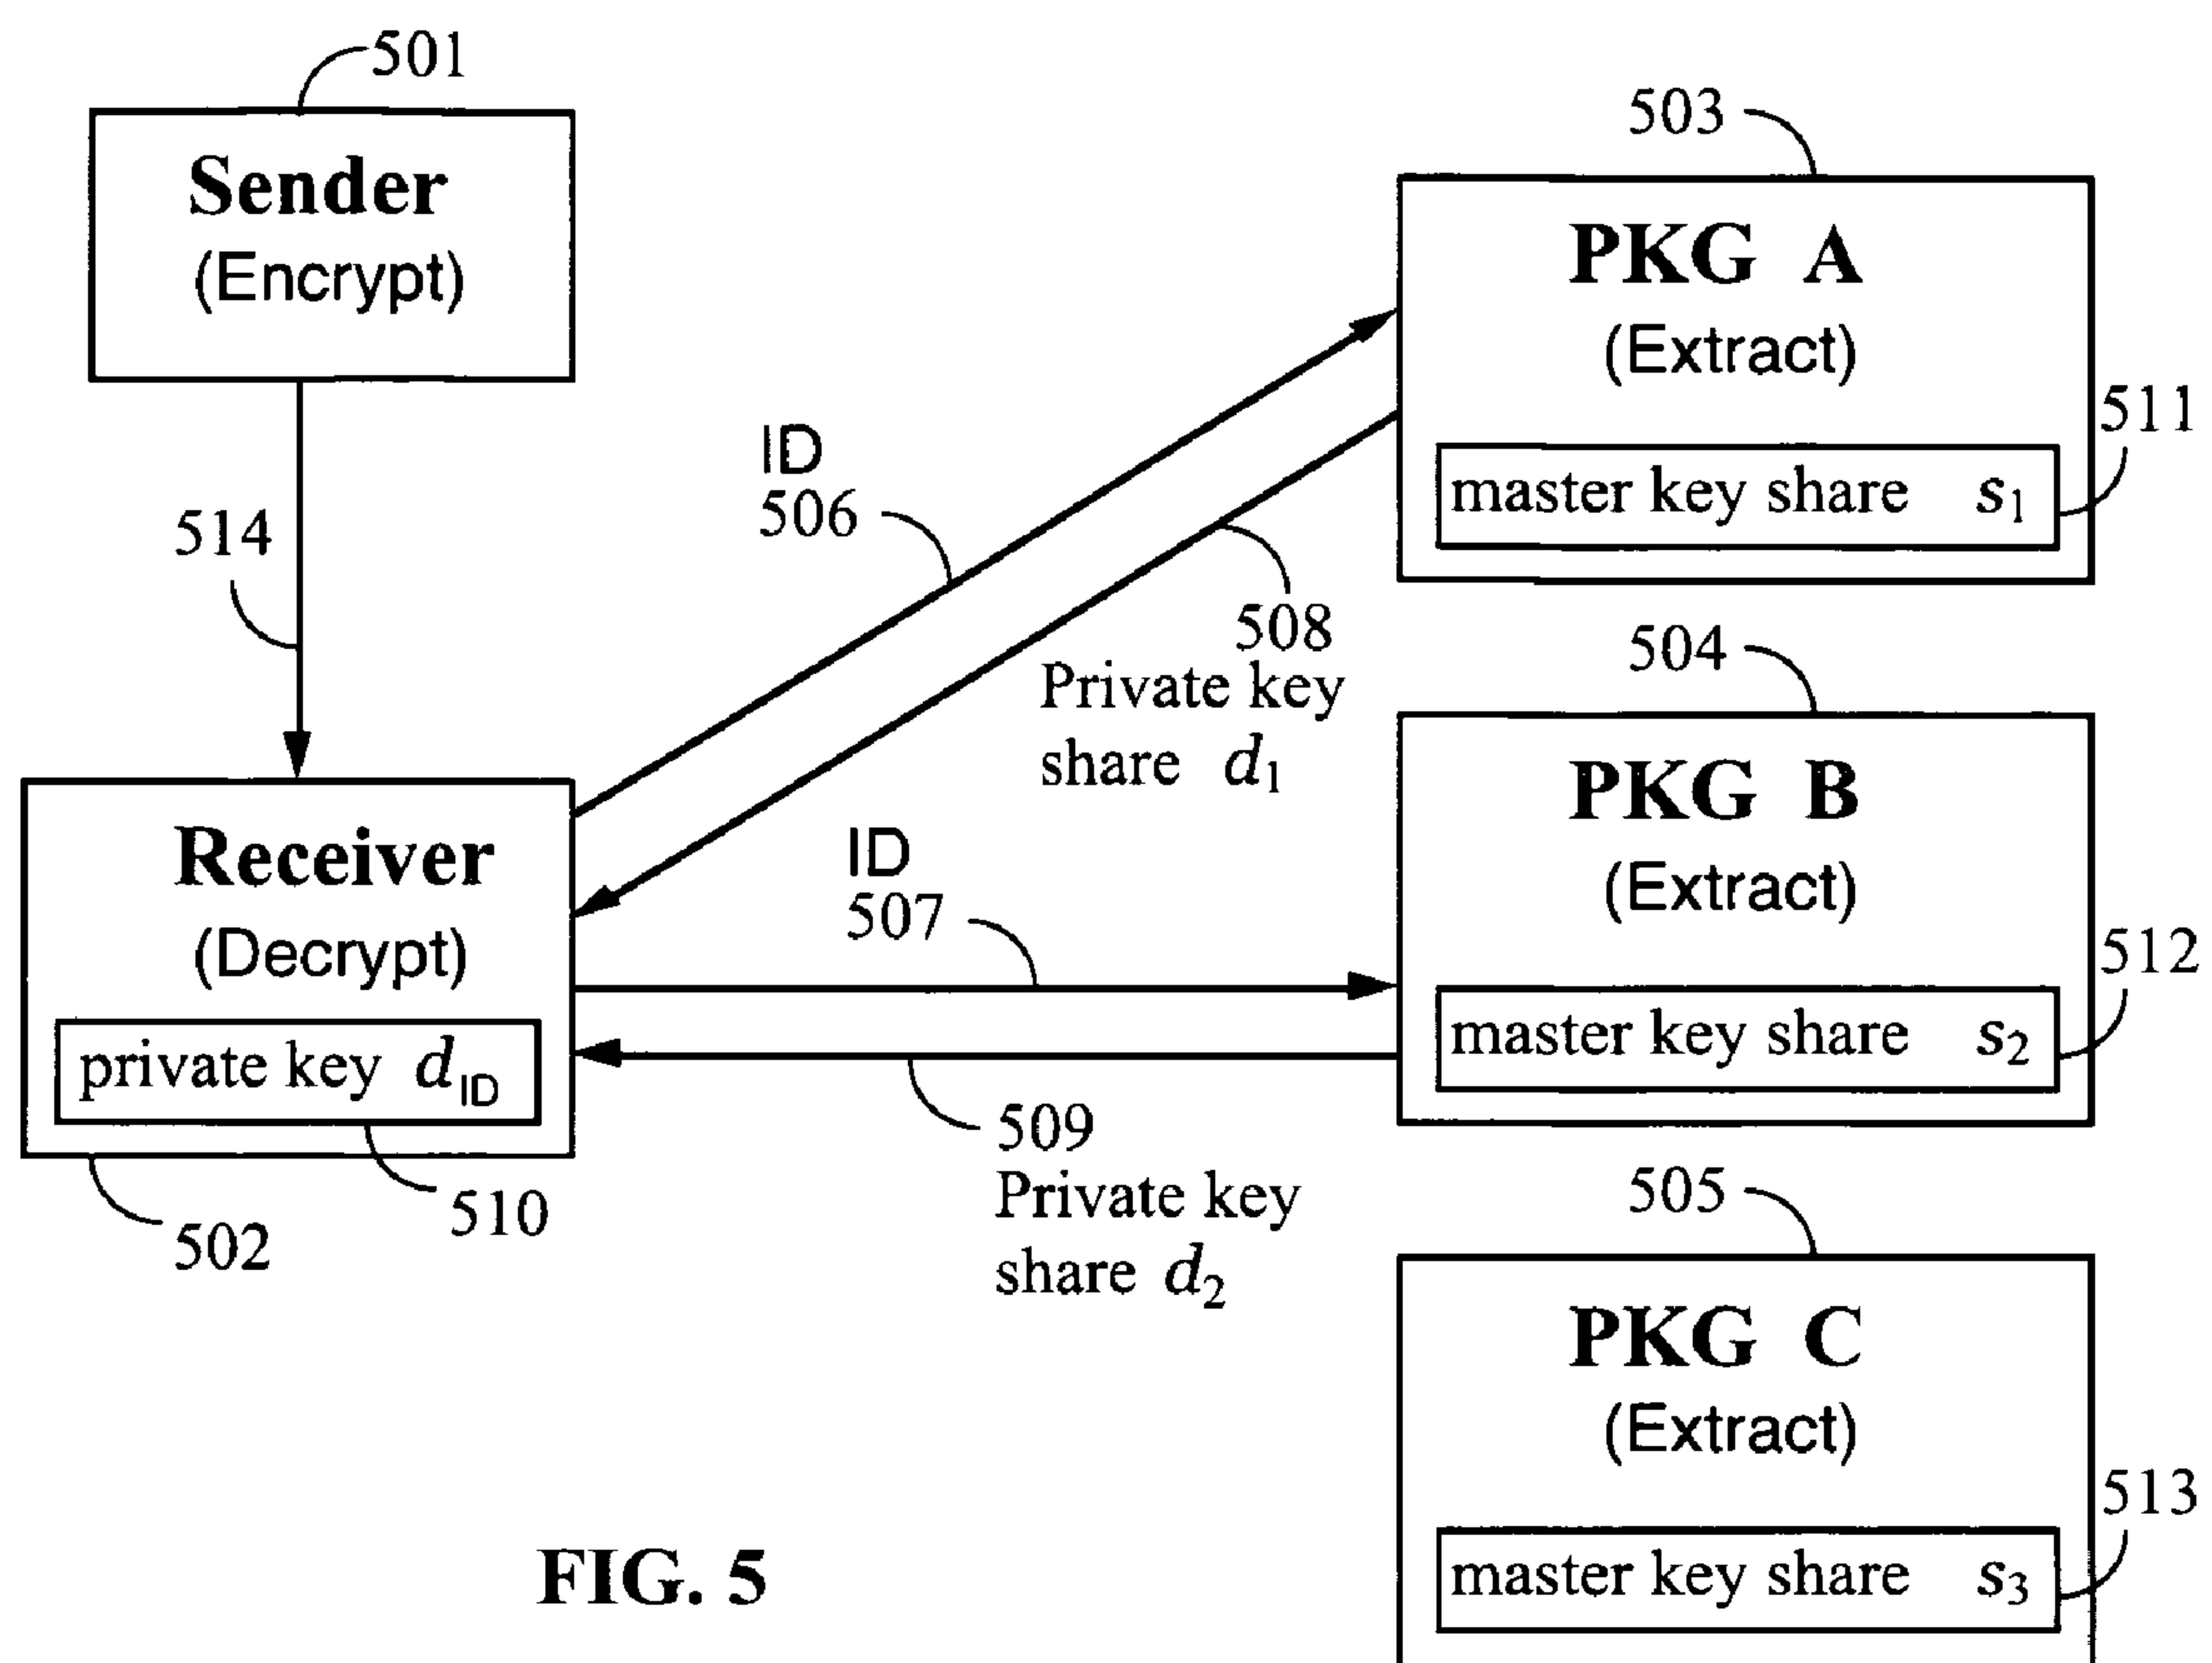 501
Sender
(Encrypt)
503
PKG A
(Extract)
511
master key share s1
ID
506
514
508
Private key
share d1
504
PKG B
(Extract)
512
master key share s2
Receiver
(Decrypt)
private key dID
ID
507
509
Private key
share d2
502
510
505
PKG C
(Extract)
513
master key share s3
FIG. 5